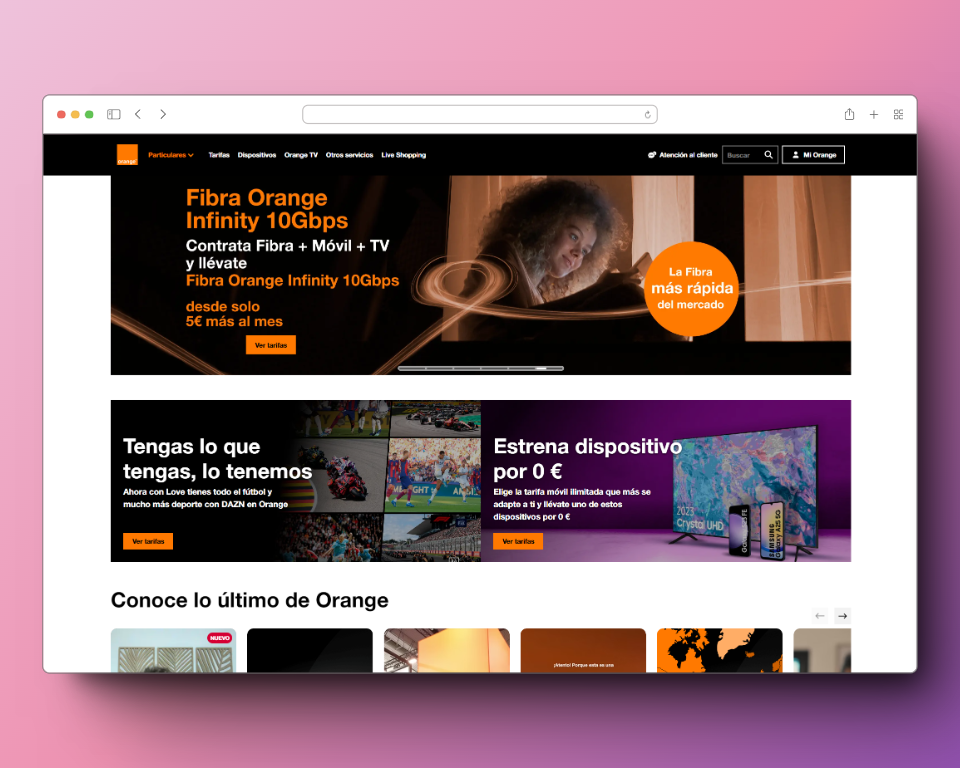 orange
Particulares
Tarifas
Dispositivos
Orange TV
Otros servicios
Live Shopping
Atención al cliente
Buscar
Mi Orange
Fibra Orange
Infinity 10Gbps
Contrata Fibra + Móvil + TV
y llévate
Fibra Orange Infinity 10Gbps
desde solo
5€ más al mes
Ver tarifas
La Fibra
más rápida
del mercado
Tengas lo que
tengas, lo tenemos
Ahora con Love tienes todo el fútbol y
mucho más deporte con DAZN en Orange
Ver tarifas
Estrena dispositivo
por 0 €
Elige la tarifa móvil ilimitada que más se
adapte a ti y llévate uno de estos
dispositivos por 0 €
Ver tarifas
2023
Crystal UHD
SAMSUNG
Galaxy A25 5G
Conoce lo último de Orange
NUEVO
¡Atento! Porque esta es una